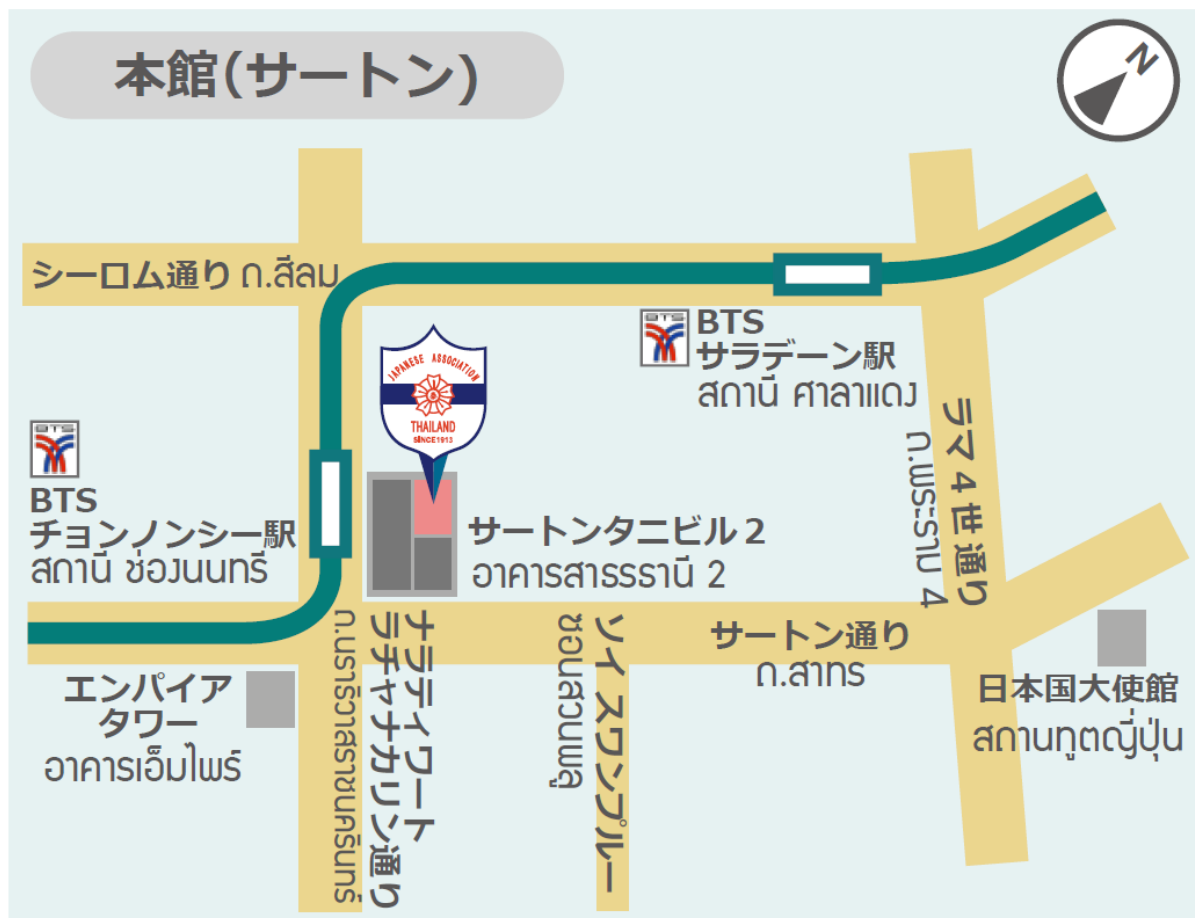 本館(サートン)
N
シーロム通り ถ.สีลม
BTS
BTS
サラデーン駅
สถานี ศาลาแดง
JAPANESE ASSOCIATION
THAILAND
SINCE 1913
BTS
BTS
チョンノンシー駅
สถานี ช่องนนทรี
サートンタニビル2
อาคารสารธรรานี 2
ラマ4世通り
ถ.พระราม 4
ナラティワート
ラチャナカリン通り
ถ.นราธิวาสราชนครินทร์
ソイ スワンプルー
ซอยสวนพลู
サートン通り
ถ.สาทร
エンパイア
タワー
อาคารเอ็มไพร์
日本国大使館
สถานทูตญี่ปุ่น